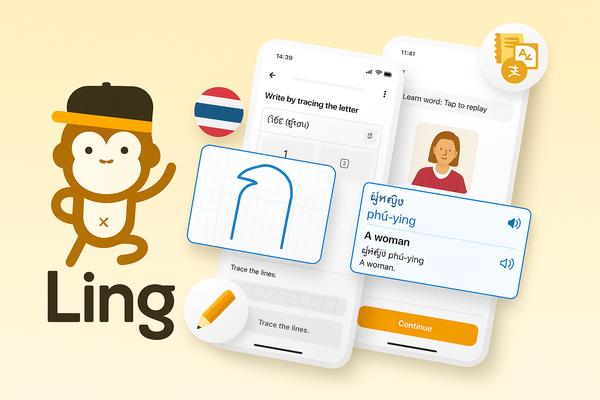 Ling
14:39
Write by tracing the letter
1
2
Trace the lines.
Trace the lines.
11:41
Learn word: Tap to replay
phú-ying
A woman
phú-ying
A woman.
Continue